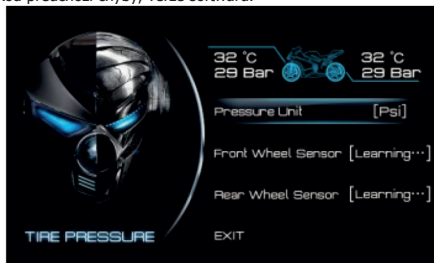 32 °C 32 °C
29 Bar 29 Bar
Pressure Unit [Psi]
Front Wheel Sensor [Learning···]
Rear Wheel Sensor [Learning···]
TIRE PRESSURE EXIT